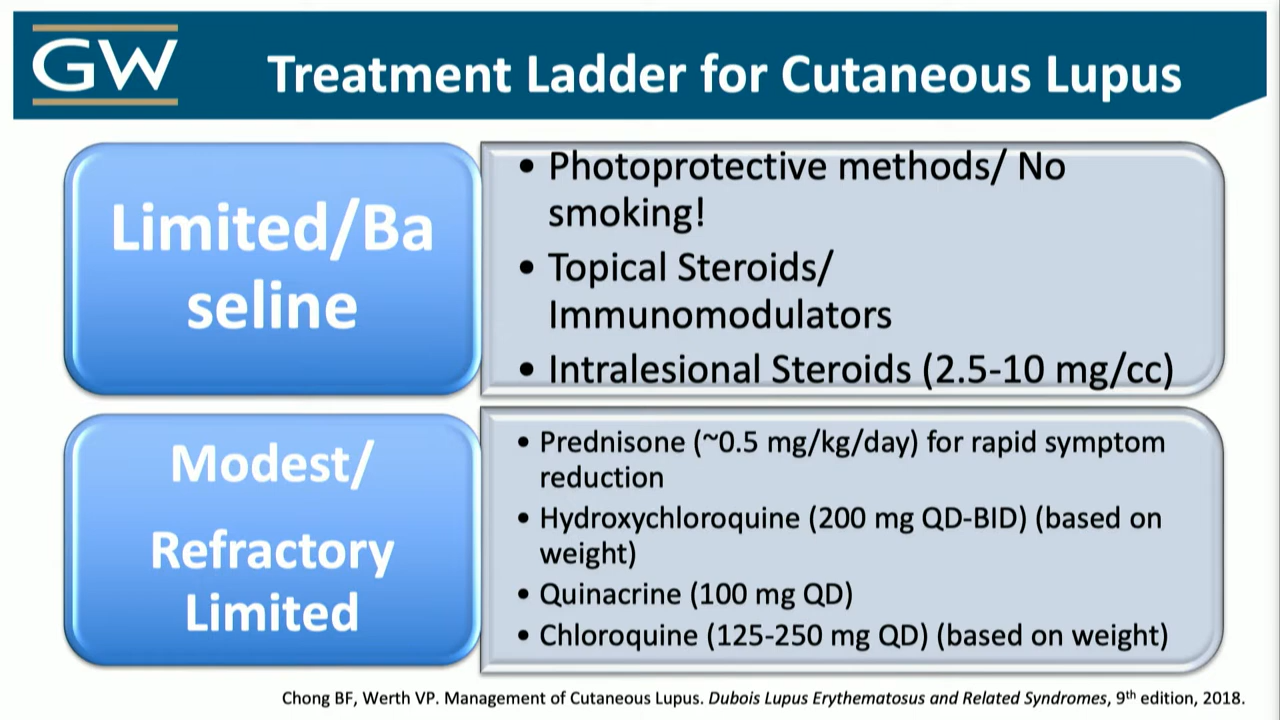 GW
Treatment Ladder for Cutaneous Lupus
Limited/Ba
seline
• Photoprotective methods/ No
smoking!
• Topical Steroids/
Immunomodulators
• Intralesional Steroids (2.5-10 mg/cc)
Modest/
Refractory
Limited
• Prednisone (~0.5 mg/kg/day) for rapid symptom
reduction
• Hydroxychloroquine (200 mg QD-BID) (based on
weight)
• Quinacrine (100 mg QD)
• Chloroquine (125-250 mg QD) (based on weight)
Chong BF, Werth VP. Management of Cutaneous Lupus. Dubois Lupus Erythematosus and Related Syndromes, 9th edition, 2018.